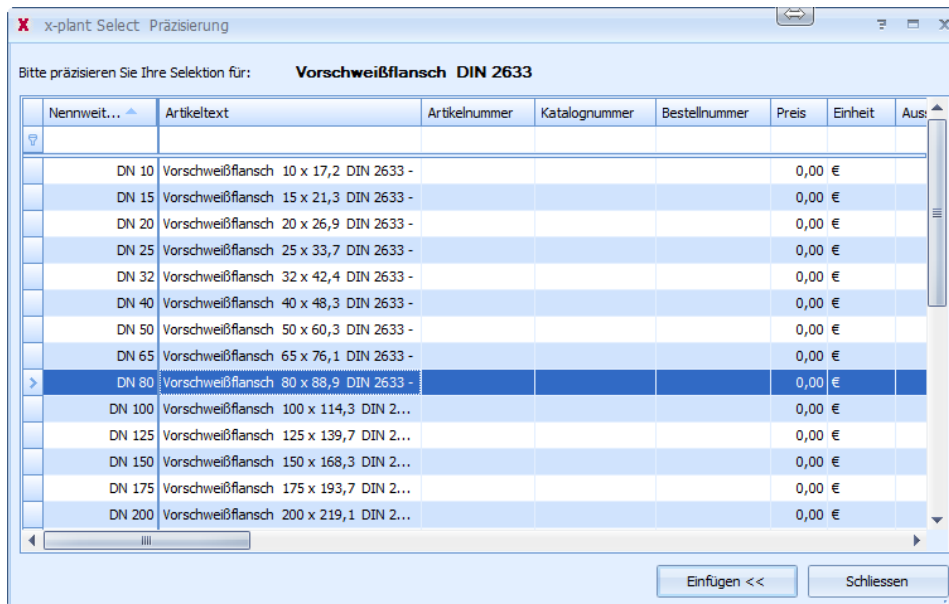 x-plant Select Präzisierung
Bitte präzisieren Sie Ihre Selektion für: Vorschweißflansch DIN 2633
Nennweit... Artikeltext Artikelnummer Katalognummer Bestellnummer Preis Einheit Auss
DN 10 Vorschweißflansch 10 x 17,2 DIN 2633 - 0,00 €
DN 15 Vorschweißflansch 15 x 21,3 DIN 2633 - 0,00 €
DN 20 Vorschweißflansch 20 x 26,9 DIN 2633 - 0,00 €
DN 25 Vorschweißflansch 25 x 33,7 DIN 2633 - 0,00 €
DN 32 Vorschweißflansch 32 x 42,4 DIN 2633 - 0,00 €
DN 40 Vorschweißflansch 40 x 48,3 DIN 2633 - 0,00 €
DN 50 Vorschweißflansch 50 x 60,3 DIN 2633 - 0,00 €
DN 65 Vorschweißflansch 65 x 76,1 DIN 2633 - 0,00 €
DN 80 Vorschweißflansch 80 x 88,9 DIN 2633 - 0,00 €
DN 100 Vorschweißflansch 100 x 114,3 DIN 2... 0,00 €
DN 125 Vorschweißflansch 125 x 139,7 DIN 2... 0,00 €
DN 150 Vorschweißflansch 150 x 168,3 DIN 2... 0,00 €
DN 175 Vorschweißflansch 175 x 193,7 DIN 2... 0,00 €
DN 200 Vorschweißflansch 200 x 219,1 DIN 2... 0,00 €
Einfügen << Schliessen